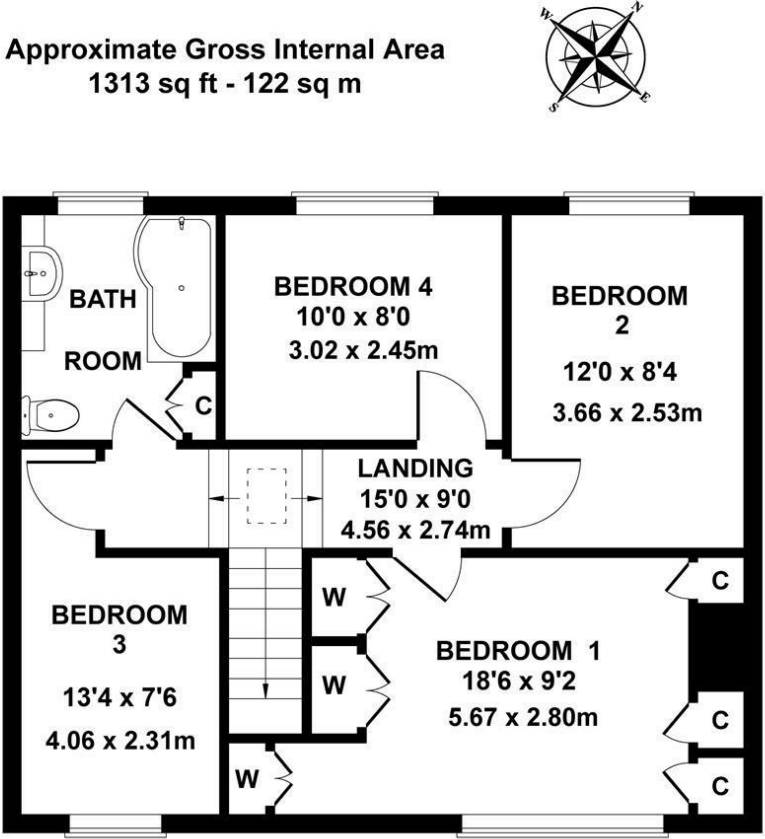 Approximate Gross Internal Area
1313 sq ft - 122 sq m
N
W
E
S
BATH
ROOM
C
BEDROOM 4
10'0 x 8'0
3.02 x 2.45m
BEDROOM
2
12'0 x 8'4
3.66 x 2.53m
LANDING
15'0 x 9'0
4.56 x 2.74m
BEDROOM
3
13'4 x 7'6
4.06 x 2.31m
W
W
W
BEDROOM 1
18'6 x 9'2
5.67 x 2.80m
C
C
C